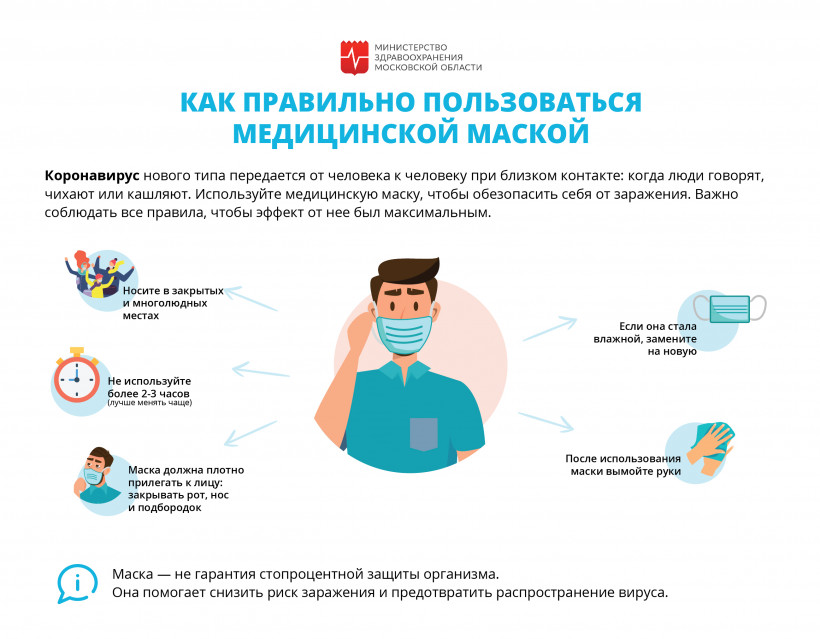 МИНИСТЕРСТВО
ЗДРАВООХРАНЕНИЯ
МОСКОВСКОЙ ОБЛАСТИ
КАК ПРАВИЛЬНО ПОЛЬЗОВАТЬСЯ
МЕДИЦИНСКОЙ МАСКОЙ
Коронавирус нового типа передается от человека к человеку при близком контакте: когда люди говорят,
чихают или кашляют. Используйте медицинскую маску, чтобы обезопасить себя от заражения. Важно
соблюдать все правила, чтобы эффект от нее был максимальным.
Носите в закрытых
и многолюдных
местах
Не используйте
более 2-3 часов
(лучше менять чаще)
Маска должна плотно
прилегать к лицу:
закрывать рот, нос
и подбородок
Если она стала
влажной, замените
на новую
После использования
маски вымойте руки
Маска — не гарантия стопроцентной защиты организма.
Она помогает снизить риск заражения и предотвратить распространение вируса.